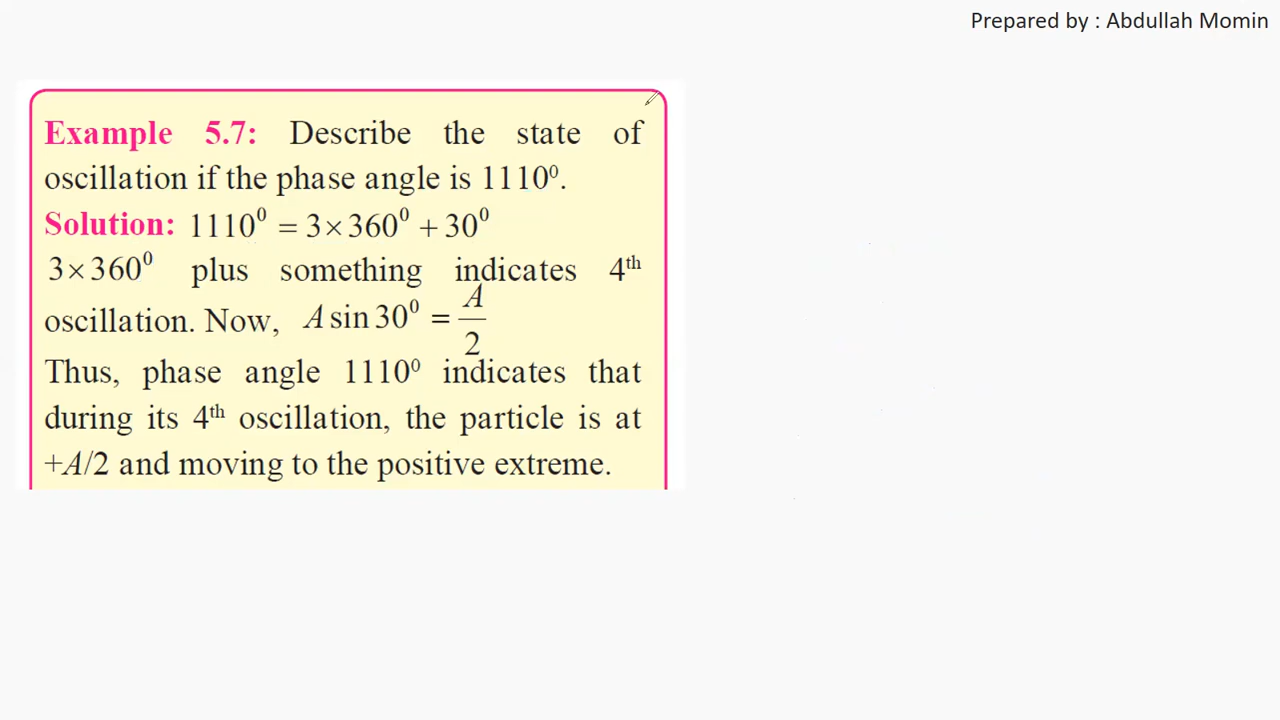 Prepared by : Abdullah Momin
Example 5.7: Describe the state of
oscillation if the phase angle is 1110⁰.
Solution: 1110⁰ = 3×360⁰ + 30⁰
3×360⁰ plus something indicates 4ᵗʰ
oscillation. Now, A sin 30⁰ = A/2
Thus, phase angle 1110⁰ indicates that
during its 4ᵗʰ oscillation, the particle is at
+A/2 and moving to the positive extreme.